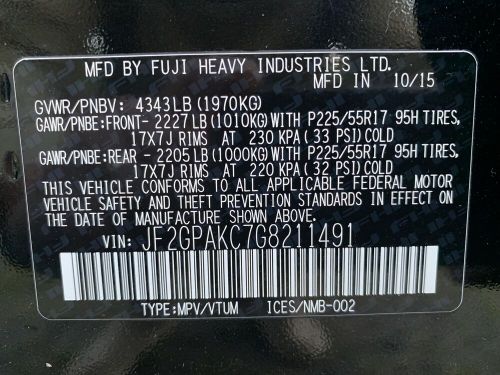 MFD BY FUJI HEAVY INDUSTRIES LTD.
MFD IN 10/15
GVWR/PNBV: 4343LB (1970KG)
GAWR/PNBE:FRONT- 2227LB (1010KG) WITH P225/55R17 95H TIRES,
17X7J RIMS AT 230 KPA (33 PSI) COLD
GAWR/PNBE:REAR - 2205LB (1000KG) WITH P225/55R17 95H TIRES,
17X7J RIMS AT 220 KPA (32 PSI) COLD
THIS VEHICLE CONFORMS TO ALL APPLICABLE FEDERAL MOTOR
VEHICLE SAFETY AND THEFT PREVENTION STANDARDS IN EFFECT
ON THE DATE OF MANUFACTURE SHOWN ABOVE.
VIN: JF2GPAKC7G8211491
TYPE:MPV/VTUM ICES/NMB-002